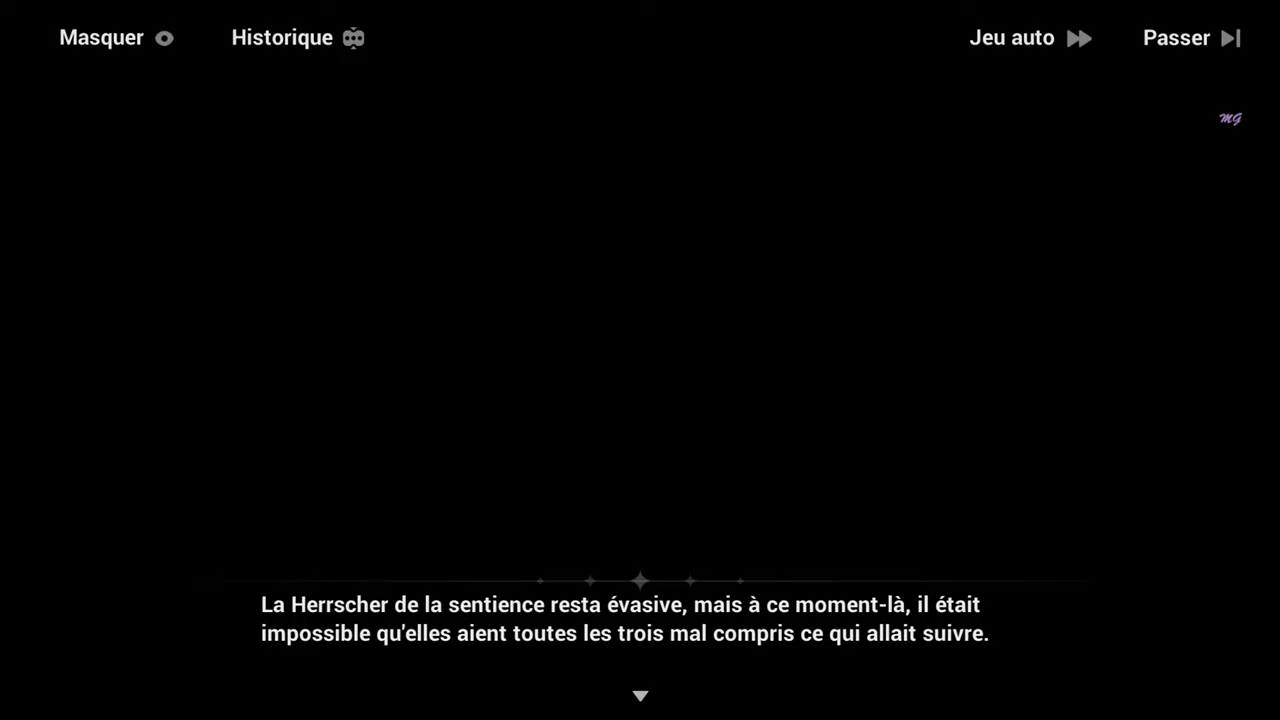 Masquer Historique Jeu auto Passer
MG
La Herrscher de la sentience resta évasive, mais à ce moment-là, il était
impossible qu'elles aient toutes les trois mal compris ce qui allait suivre.